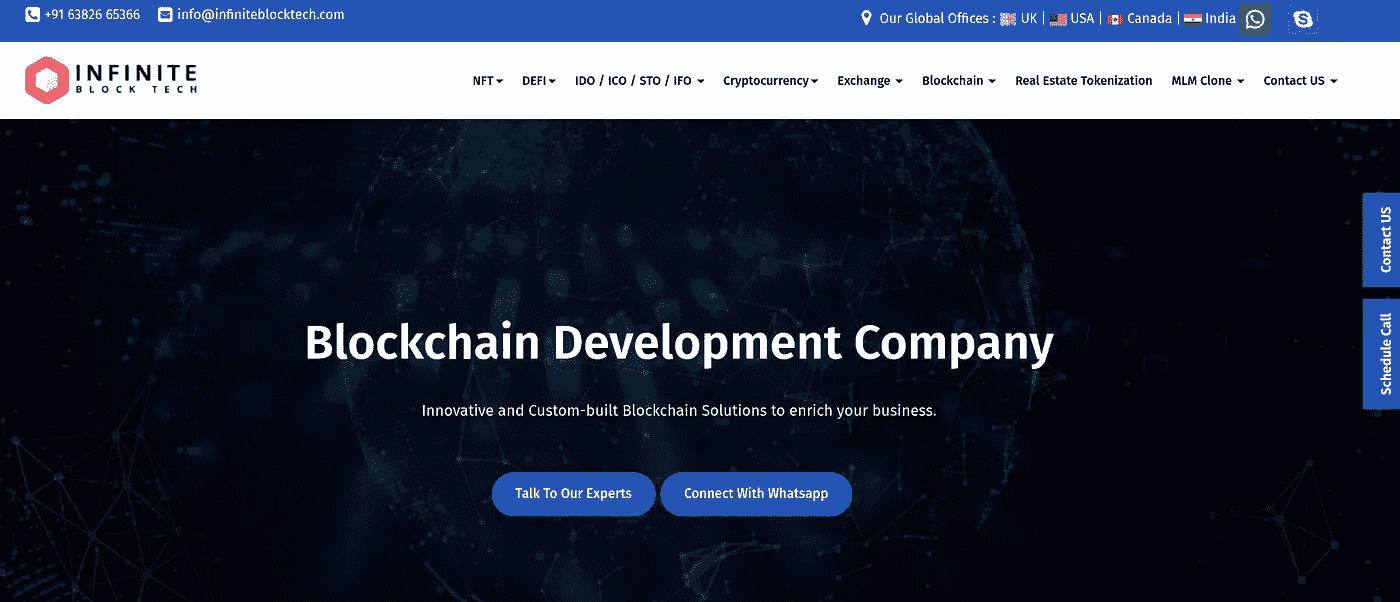 +91 63826 65366 info@infiniteblocktech.com Our Global Offices : UK | USA | Canada | India
INFINITE
BLOCK TECH
NFT DEFI IDO / ICO / STO / IFO Cryptocurrency Exchange Blockchain Real Estate Tokenization MLM Clone Contact US
Contact US
Schedule Call
Blockchain Development Company
Innovative and Custom-built Blockchain Solutions to enrich your business.
Talk To Our Experts Connect With Whatsapp